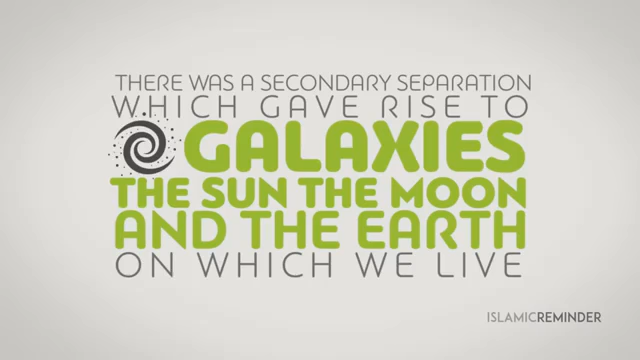 THERE WAS A SECONDARY SEPARATION
WHICH GAVE RISE TO
GALAXIES
THE SUN THE MOON
AND THE EARTH
ON WHICH WE LIVE
ISLAMICREMINDER